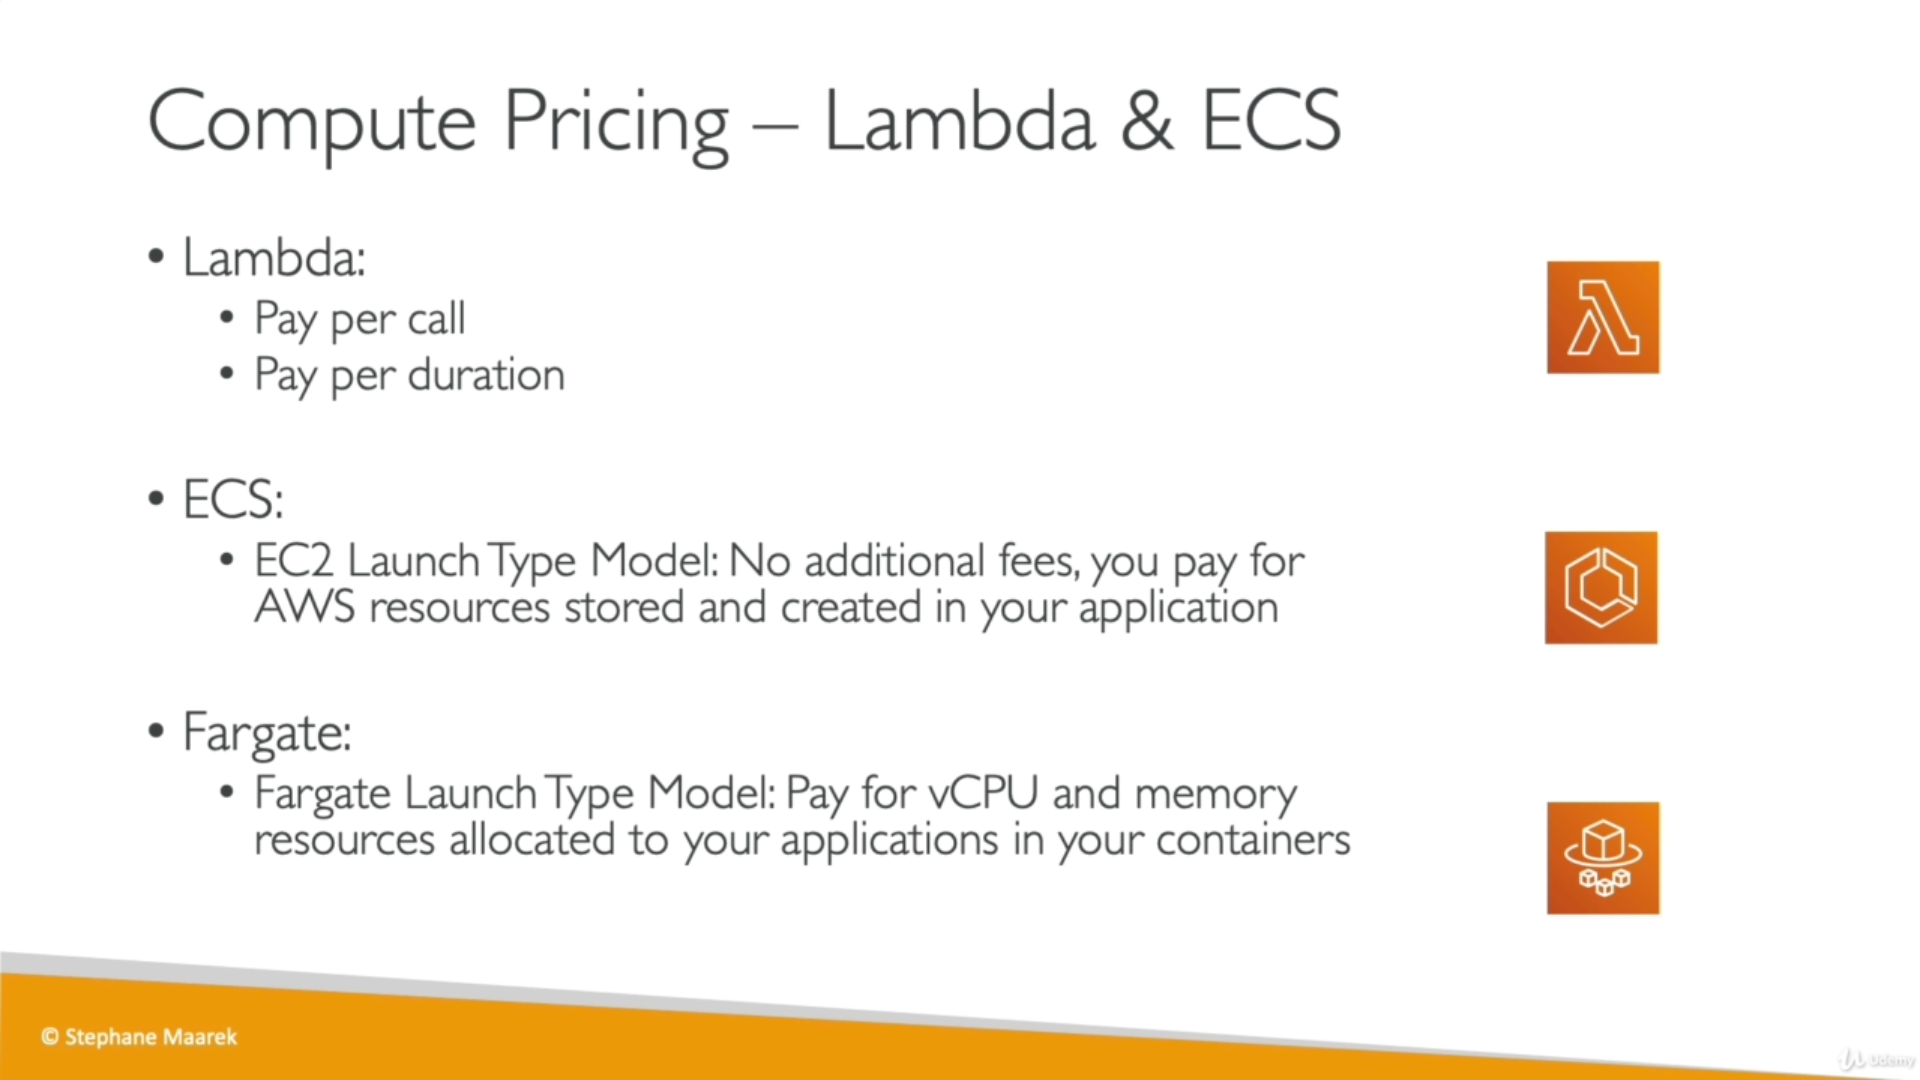 Compute Pricing – Lambda & ECS
• Lambda:
• Pay per call
• Pay per duration
• ECS:
• EC2 Launch Type Model: No additional fees, you pay for
AWS resources stored and created in your application
• Fargate:
• Fargate Launch Type Model: Pay for vCPU and memory
resources allocated to your applications in your containers
© Stephane Maarek
Udemy